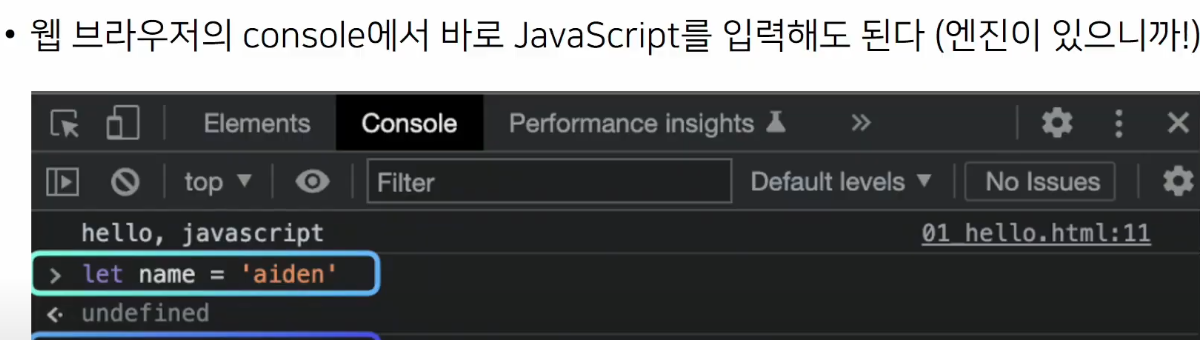 • 웹 브라우저의 console에서 바로 JavaScript를 입력해도 된다 (엔진이 있으니까!)
Elements Console Performance insights »
top ▼ Filter Default levels ▼ No Issues
hello, javascript 01_hello.html:11
> let name = 'aiden'
undefined